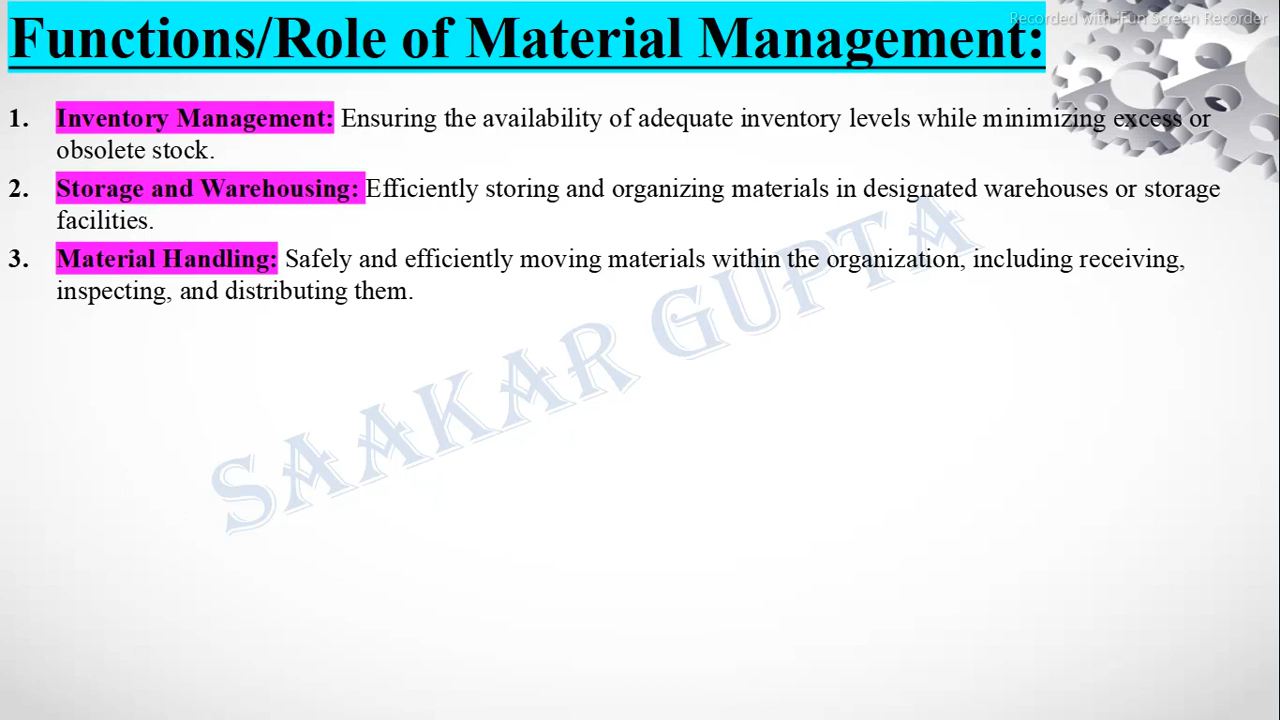 Recorded with iFun Screen Recorder
Functions/Role of Material Management:
1. Inventory Management: Ensuring the availability of adequate inventory levels while minimizing excess or
obsolete stock.
2. Storage and Warehousing: Efficiently storing and organizing materials in designated warehouses or storage
facilities.
3. Material Handling: Safely and efficiently moving materials within the organization, including receiving,
inspecting, and distributing them.
SAAKAR GUPTA